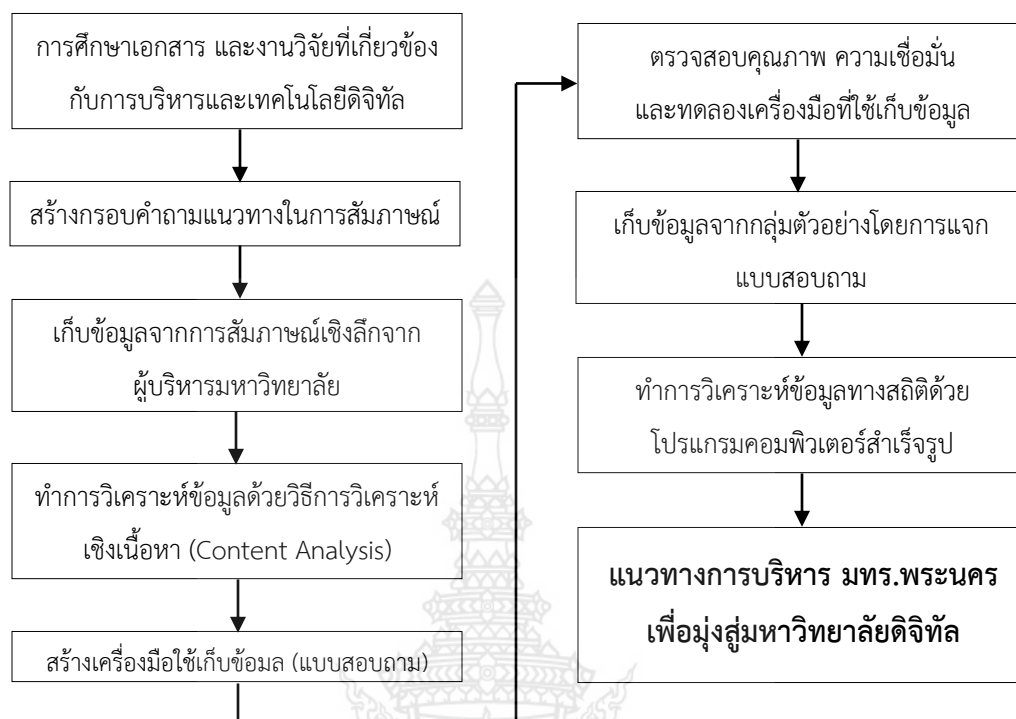 การศึกษาเอกสาร และงานวิจัยที่เกี่ยวข้อง
กับการบริหารและเทคโนโลยีดิจิทัล
สร้างกรอบคำถามแนวทางในการสัมภาษณ์
เก็บข้อมูลจากการสัมภาษณ์เชิงลึกจาก
ผู้บริหารมหาวิทยาลัย
ทำการวิเคราะห์ข้อมูลด้วยวิธีการวิเคราะห์
เชิงเนื้อหา (Content Analysis)
สร้างเครื่องมือใช้เก็บข้อมล (แบบสอบถาม)
ตรวจสอบคุณภาพ ความเชื่อมั่น
และทดลองเครื่องมือที่ใช้เก็บข้อมูล
เก็บข้อมูลจากกลุ่มตัวอย่างโดยการแจก
แบบสอบถาม
ทำการวิเคราะห์ข้อมูลทางสถิติด้วย
โปรแกรมคอมพิวเตอร์สำเร็จรูป
แนวทางการบริหาร มทร.พระนคร
เพื่อมุ่งสู่มหาวิทยาลัยดิจิทัล